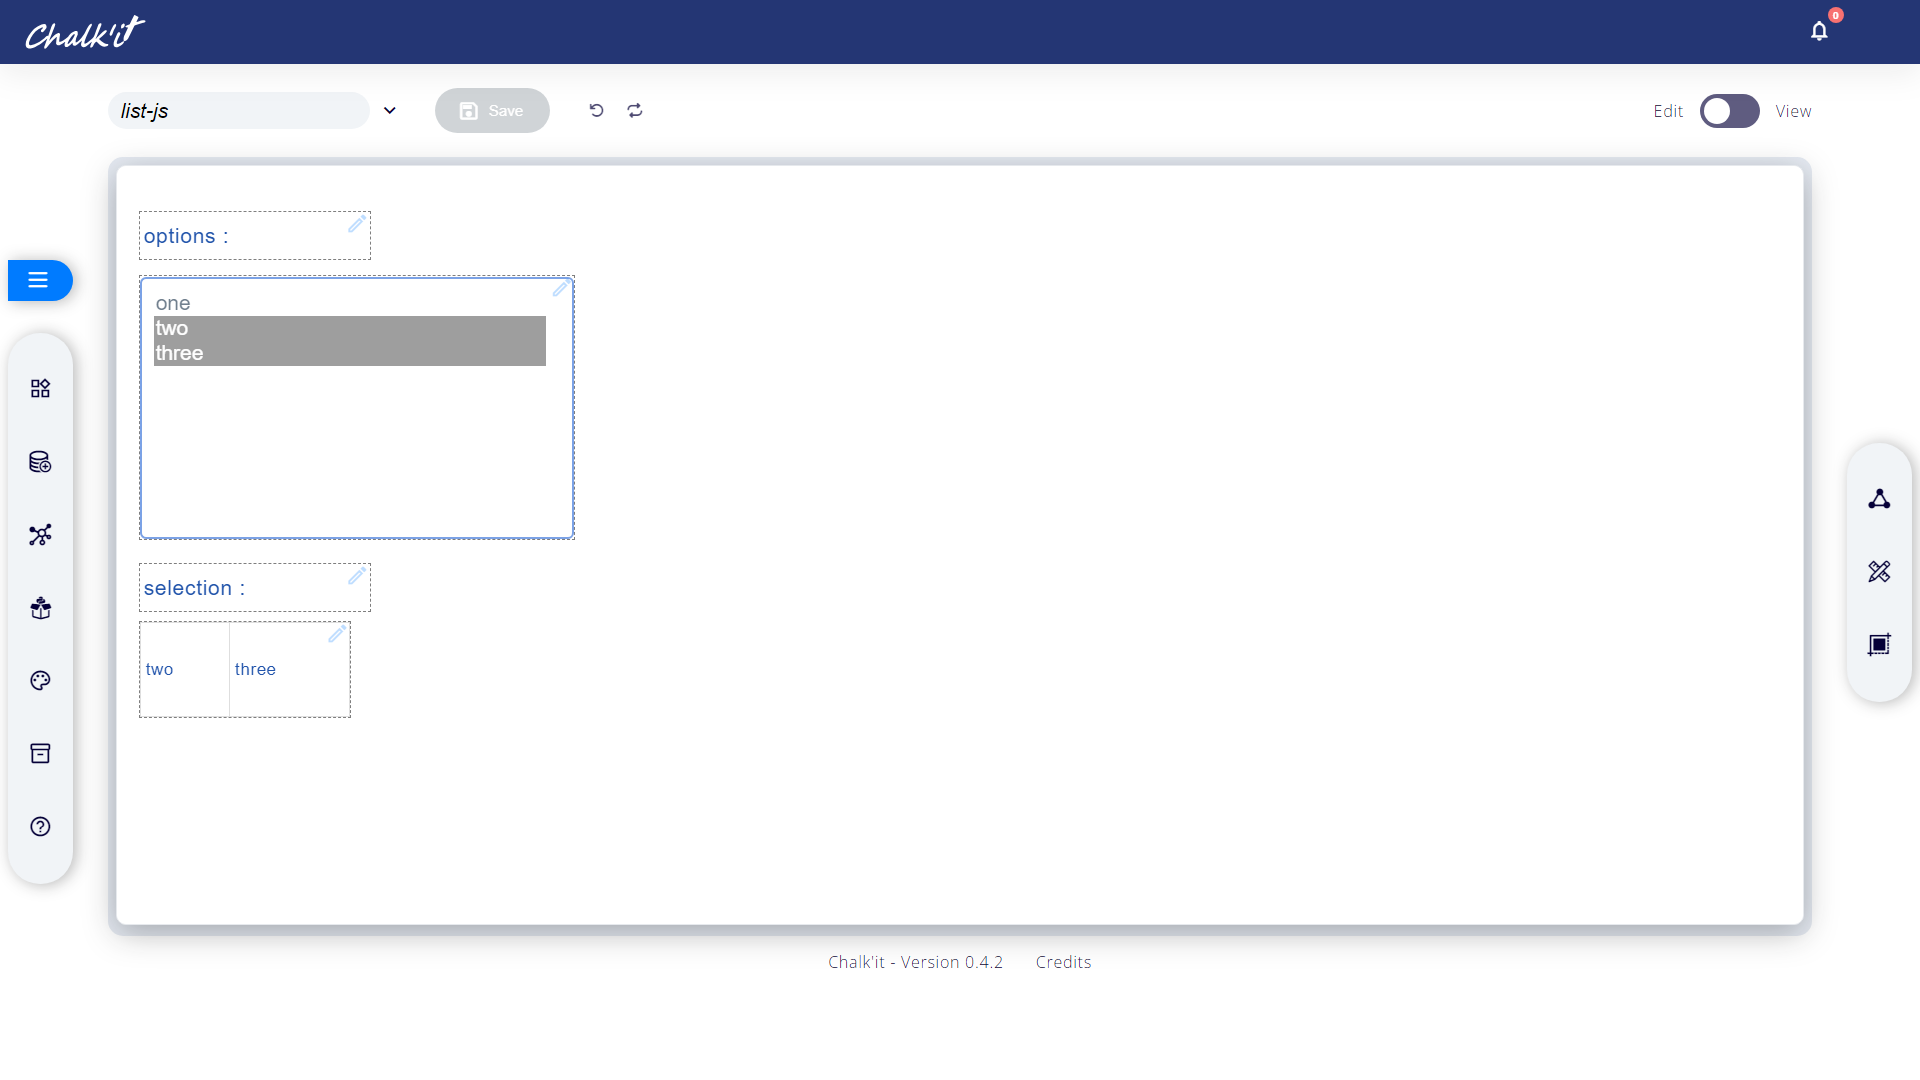 Chalk'it
0
list-js
Save
Edit
View
options :
one
two
three
selection :
two
three
Chalk'it - Version 0.4.2
Credits